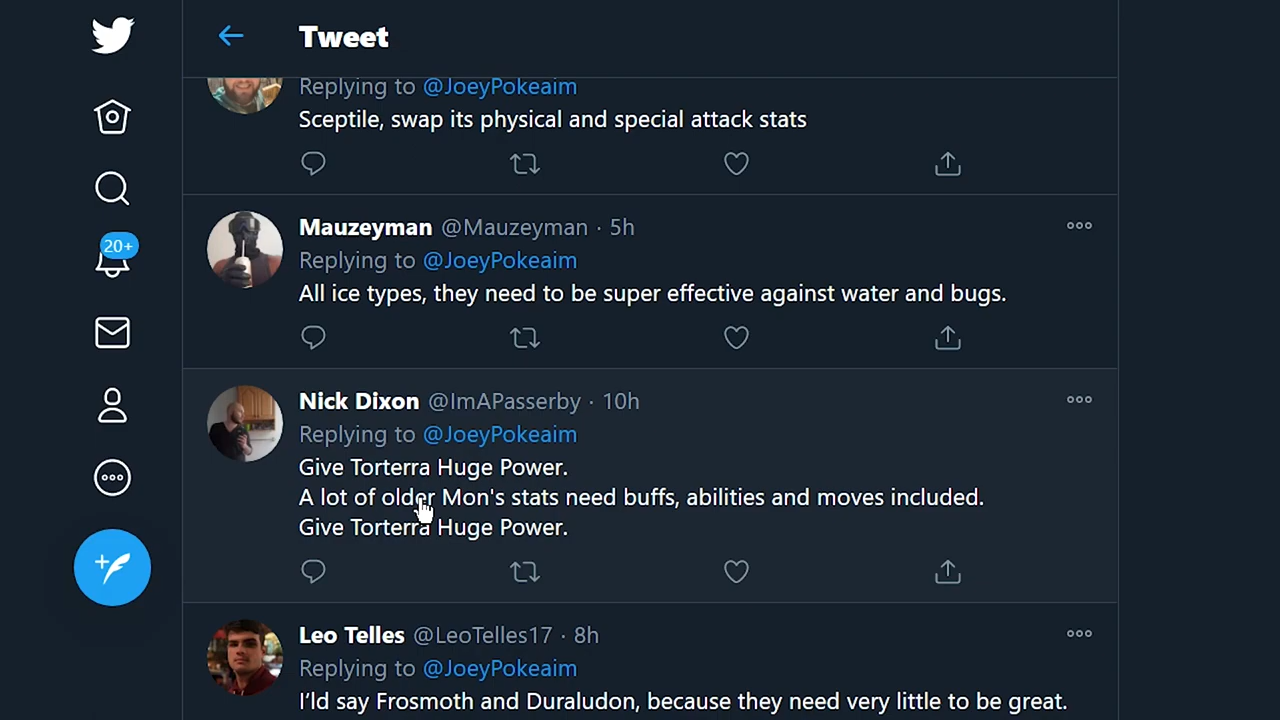 Tweet
Replying to @JoeyPokeaim
Sceptile, swap its physical and special attack stats
Mauzeyman @Mauzeyman · 5h
Replying to @JoeyPokeaim
All ice types, they need to be super effective against water and bugs.
20+
Nick Dixon @ImAPasserby · 10h
Replying to @JoeyPokeaim
Give Torterra Huge Power.
A lot of older Mon's stats need buffs, abilities and moves included.
Give Torterra Huge Power.
Leo Telles @LeoTelles17 · 8h
Replying to @JoeyPokeaim
I'ld say Frosmoth and Duraludon, because they need very little to be great.